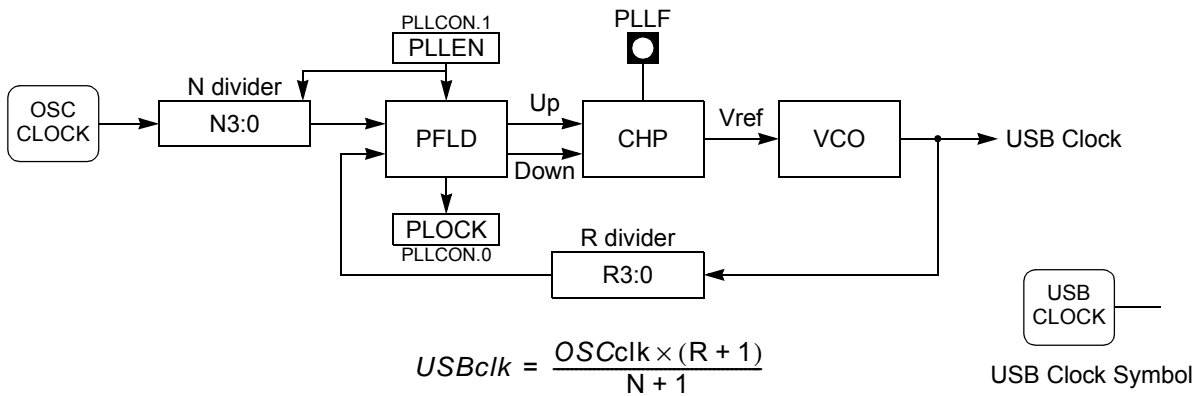 PLLCON.1
PLLEN
PLLF
N divider
OSC
CLOCK
N3:0
PFLD
Up
Down
CHP
Vref
VCO
USB Clock
PLOCK
PLLCON.0
R divider
R3:0
USB
CLOCK
USB Clock Symbol
USBclk = OSCclk × (R + 1)
N + 1